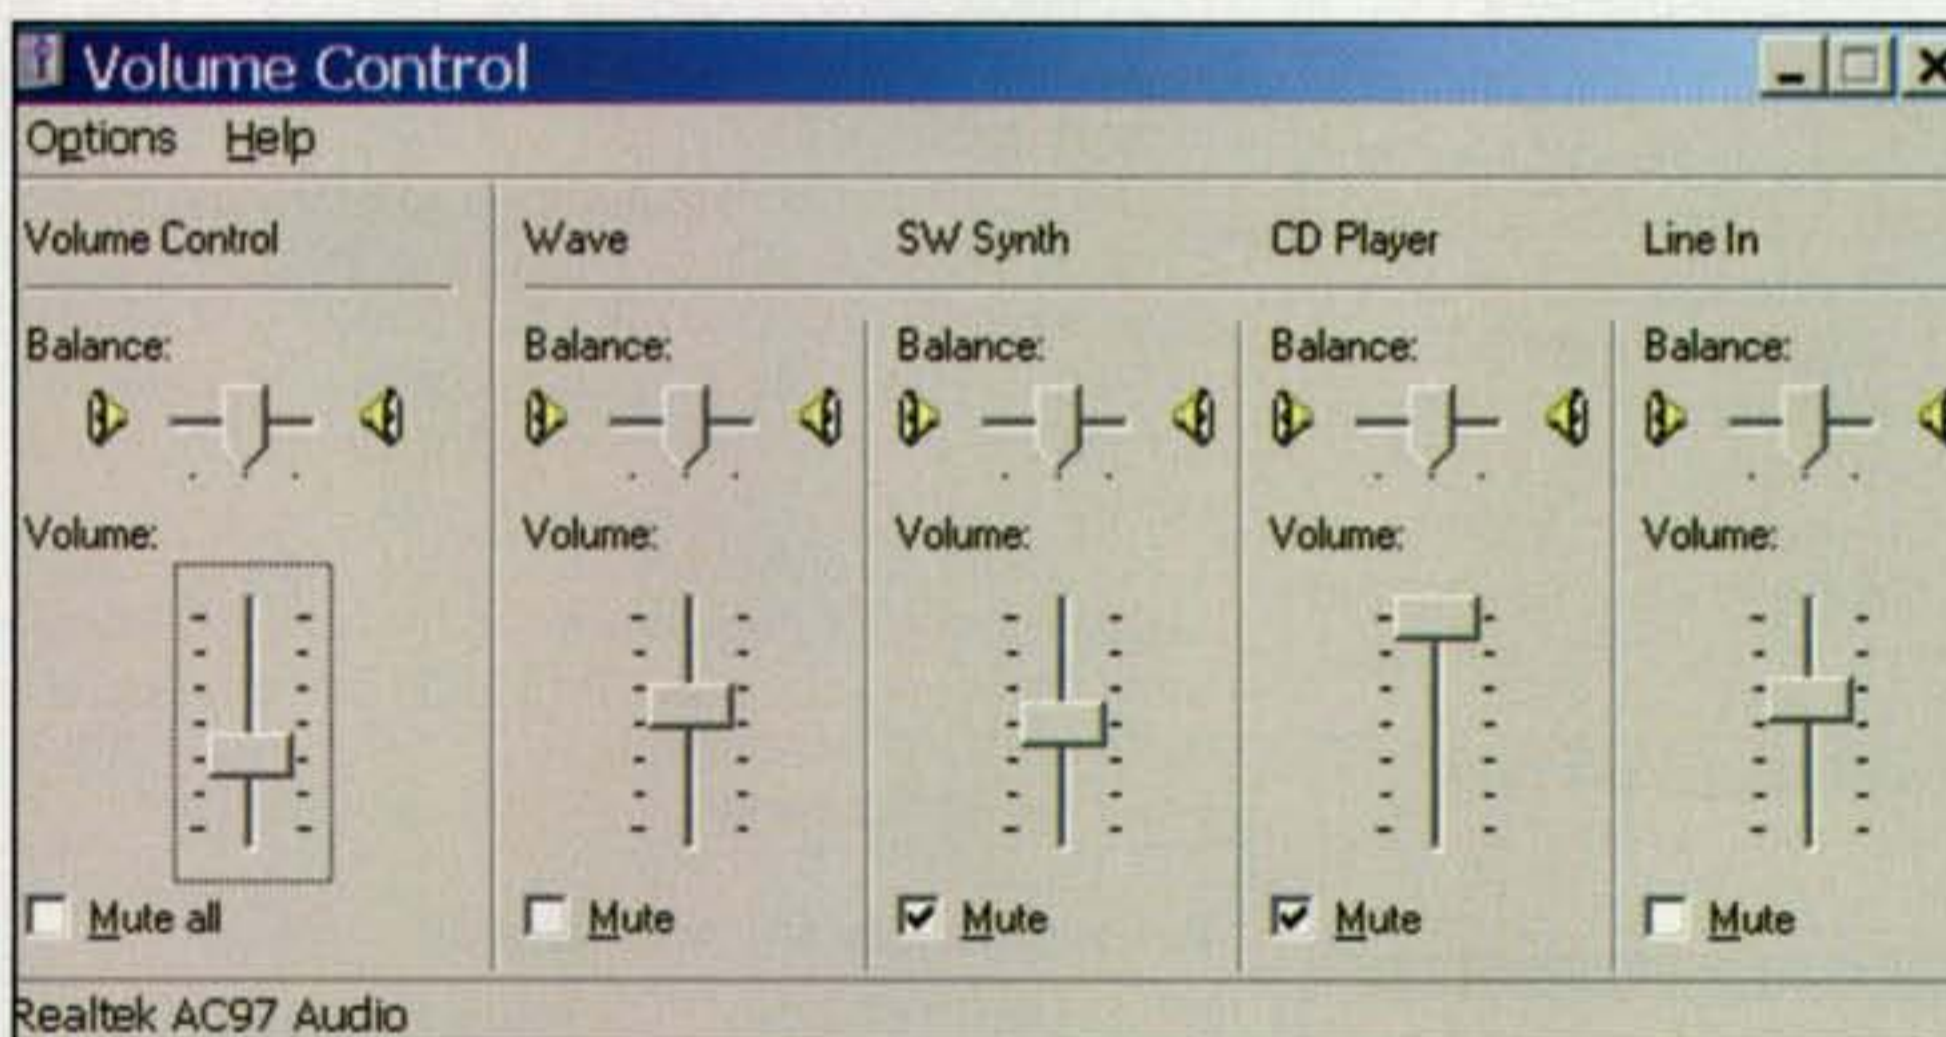 Volume Control
Options Help
Volume Control Wave SW Synth CD Player Line In
Balance: Balance: Balance: Balance: Balance:
Volume: Volume: Volume: Volume: Volume:
Mute all Mute Mute Mute Mute
Realtek AC97 Audio